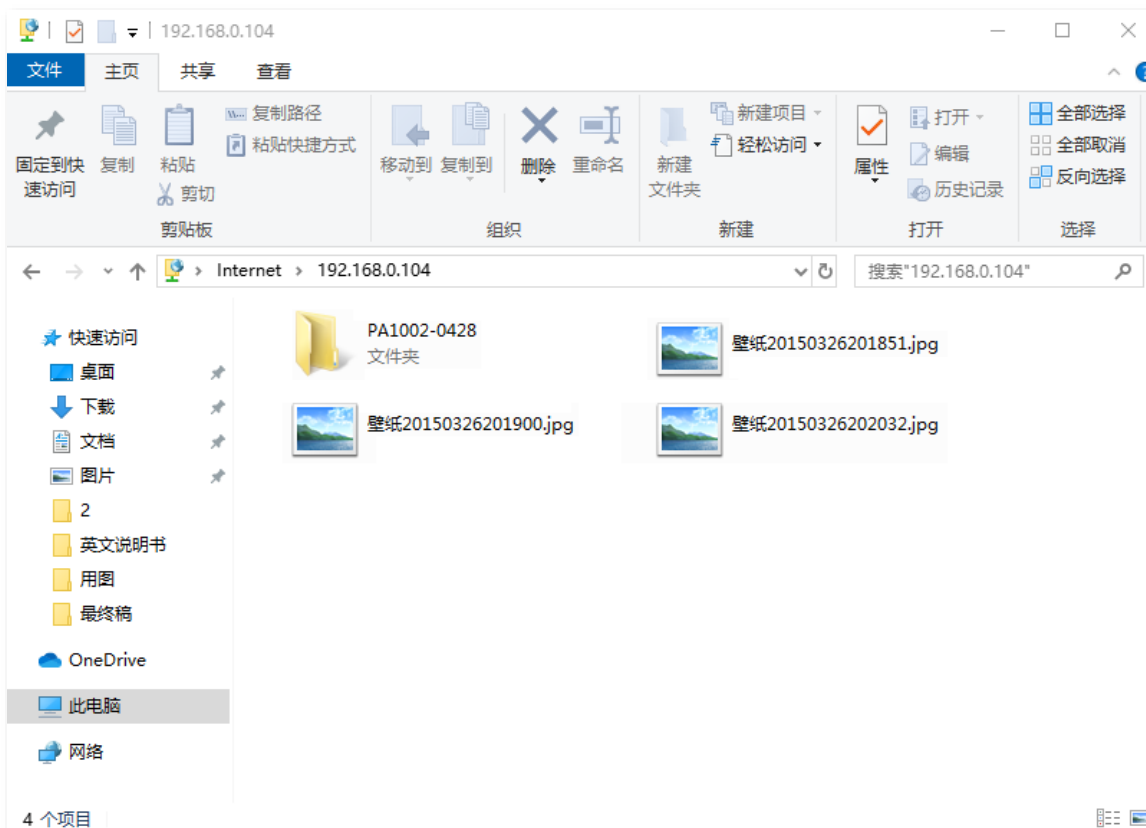 192.168.0.104
文件 主页 共享 查看
固定到快速访问
复制
粘贴
复制路径
粘贴快捷方式
剪切
剪贴板
移动到
复制到
删除
重命名
组织
新建
文件夹
新建项目
轻松访问
新建
属性
打开
编辑
历史记录
打开
全部选择
全部取消
反向选择
选择
Internet › 192.168.0.104
搜索"192.168.0.104"
快速访问
桌面
下载
文档
图片
2
英文说明书
用图
最终稿
OneDrive
此电脑
网络
PA1002-0428
文件夹
壁纸20150326201851.jpg
壁纸20150326201900.jpg
壁纸20150326202032.jpg
4 个项目